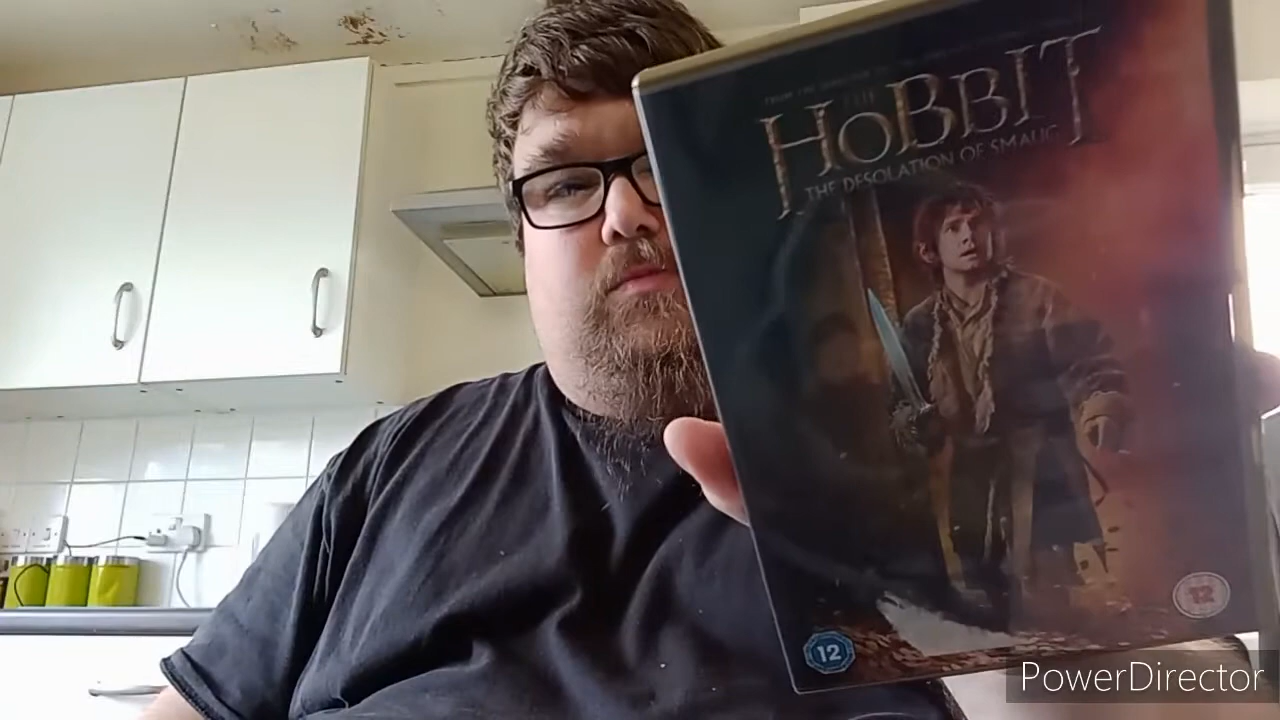 THE
HOBBIT
THE DESOLATION OF SMAUG
12
12
PowerDirector